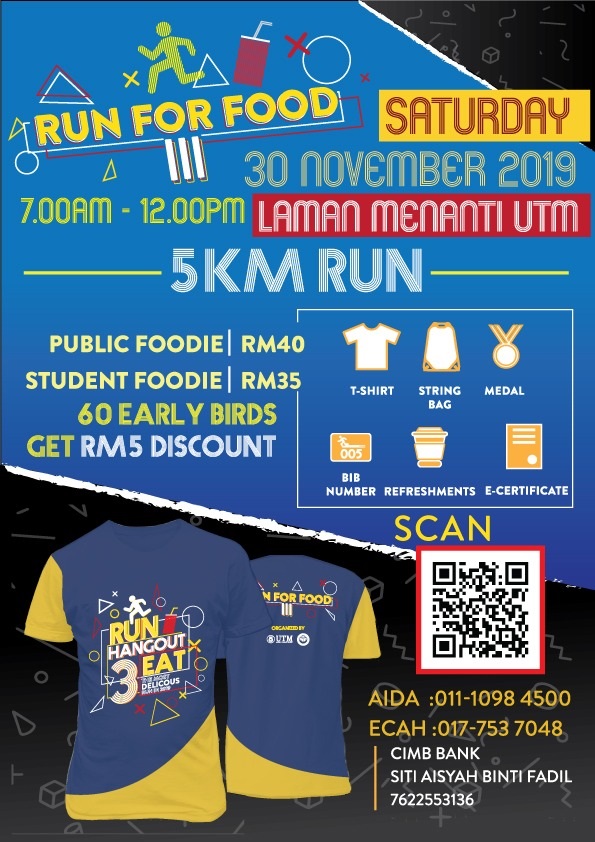 RUN FOR FOOD
III
SATURDAY
30 NOVEMBER 2019
7.00AM - 12.00PM
LAMAN MENANTI UTM
5KM RUN
PUBLIC FOODIE | RM40
STUDENT FOODIE | RM35
60 EARLY BIRDS
GET RM5 DISCOUNT
T-SHIRT
STRING BAG
MEDAL
005
BIB NUMBER
REFRESHMENTS
E-CERTIFICATE
SCAN
RUN
HANGOUT
3 EAT
DELICOUS
N FOR FOOD
III
ORGANIZED BY
UTM
AIDA :011-1098 4500
ECAH :017-753 7048
CIMB BANK
SITI AISYAH BINTI FADIL
7622553136